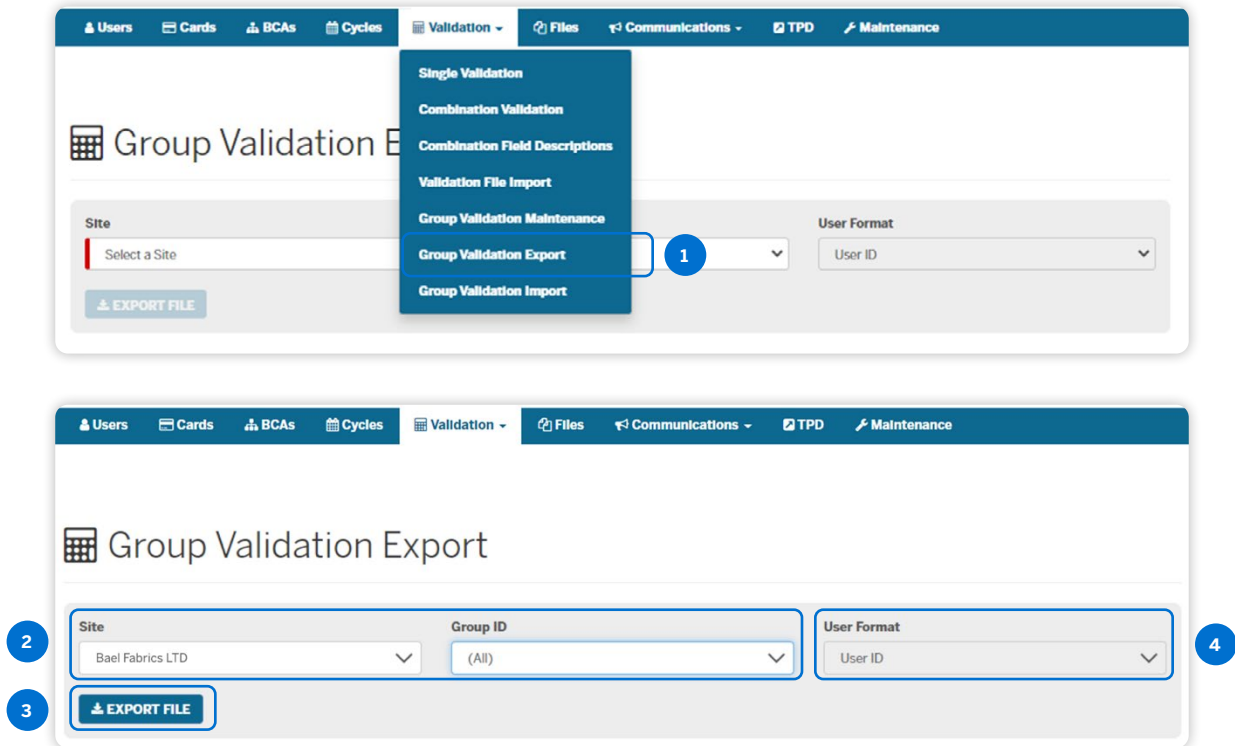 Users Cards BCAs Cycles Validation Files Communications TPD Maintenance
Single Validation
Combination Validation
Group Validation E
Combination Field Descriptions
Validation File Import
Site
Group Validation Maintenance
User Format
Select a Site
Group Validation Export
1
User ID
EXPORT FILE
Group Validation Import
Users Cards BCAs Cycles Validation Files Communications TPD Maintenance
Group Validation Export
Site Group ID User Format
2
Bael Fabrics LTD (All) User ID
4
3
EXPORT FILE